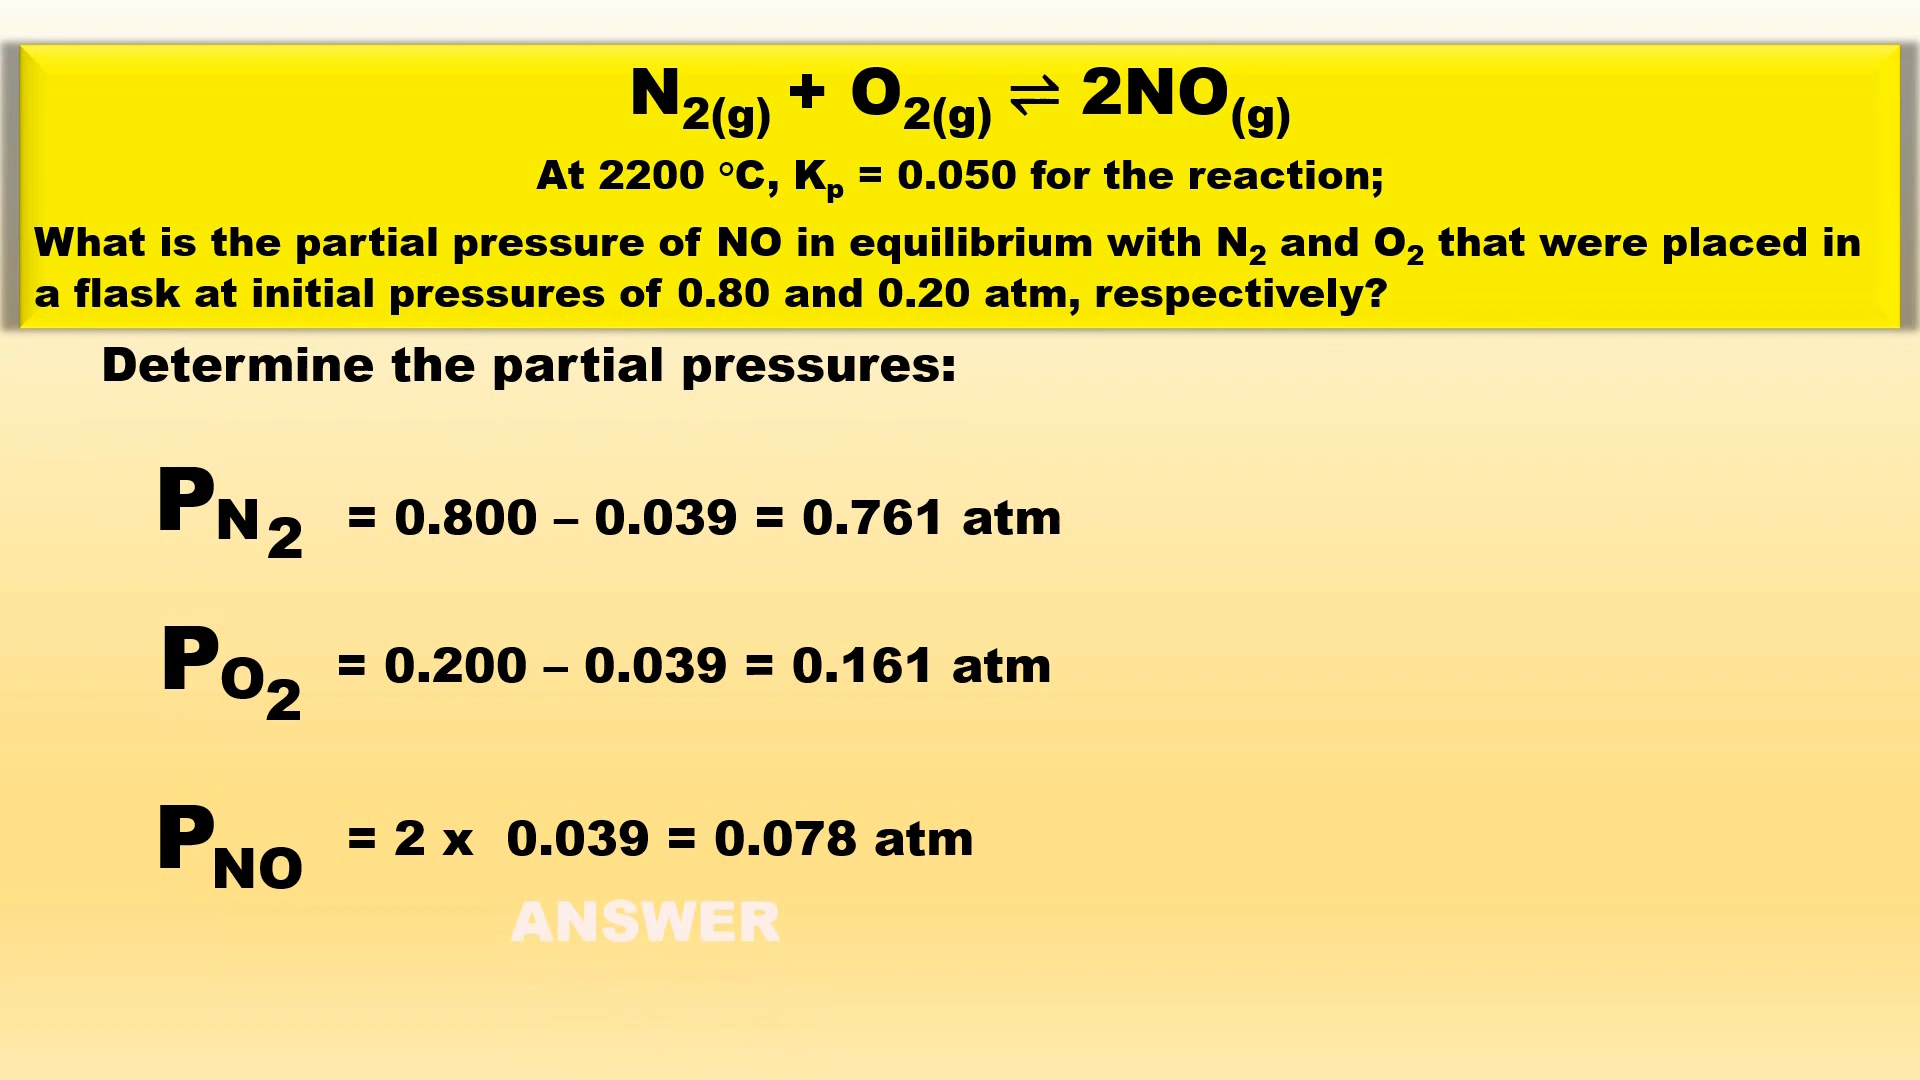 N₂(g) + O₂(g) ⇌ 2NO(g)
At 2200 °C, Kₚ = 0.050 for the reaction;
What is the partial pressure of NO in equilibrium with N₂ and O₂ that were placed in
a flask at initial pressures of 0.80 and 0.20 atm, respectively?
Determine the partial pressures:
P N₂ = 0.800 – 0.039 = 0.761 atm
P O₂ = 0.200 – 0.039 = 0.161 atm
P NO = 2 x 0.039 = 0.078 atm
ANSWER